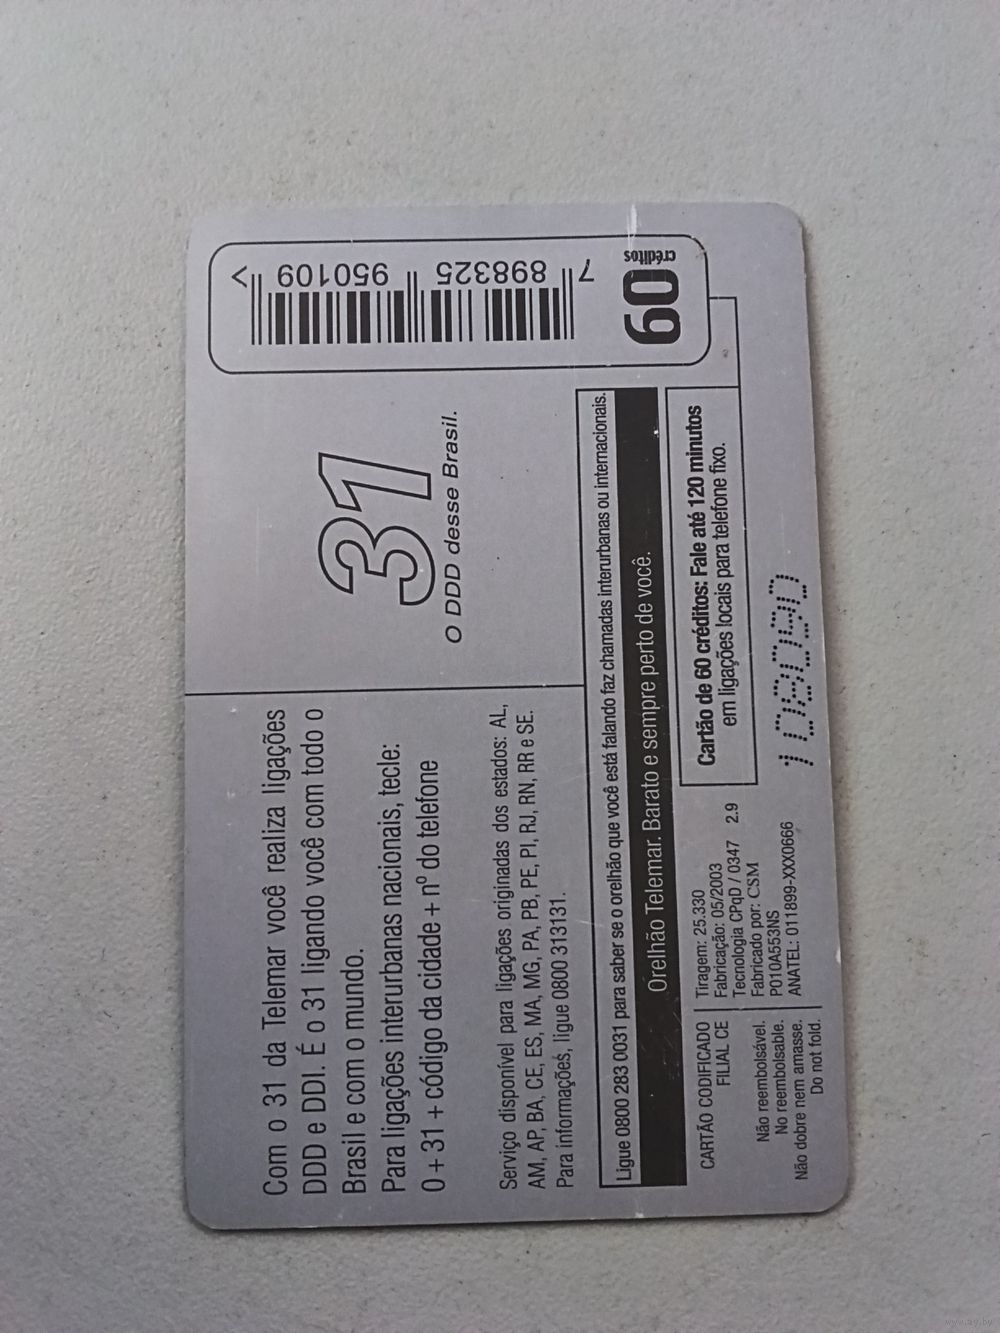 Com o 31 da Telemar você realiza ligações
DDD e DDI. É o 31 ligando você com todo o
Brasil e com o mundo.
Para ligações interurbanas nacionais, tecle:
0 + 31 + código da cidade + nº do telefone
Serviço disponível para ligações originadas dos estados: AL,
AM, AP, BA, CE, ES, MA, MG, PA, PB, PE, PI, RJ, RN, RR e SE.
Para informações, ligue 0800 313131.
31
O DDD desse Brasil.
7 898325 950109 >
60
créditos
Ligue 0800 283 0031 para saber se o orelhão que você está falando faz chamadas interurbanas ou internacionais.
Orelhão Telemar. Barato e sempre perto de você.
CARTÃO CODIFICADO
FILIAL CE
Não reembolsável.
No reembolsable.
Não dobre nem amasse.
Do not fold.
Tiragem: 25.330
Fabricação: 05/2003
Tecnologia CPqD / 0347 2.9
Fabricado por: CSM
P010A553NS
ANATEL: 011899-XXX0666
Cartão de 60 créditos: Fale até 120 minutos
em ligações locais para telefone fixo.
108090
www.ay.by